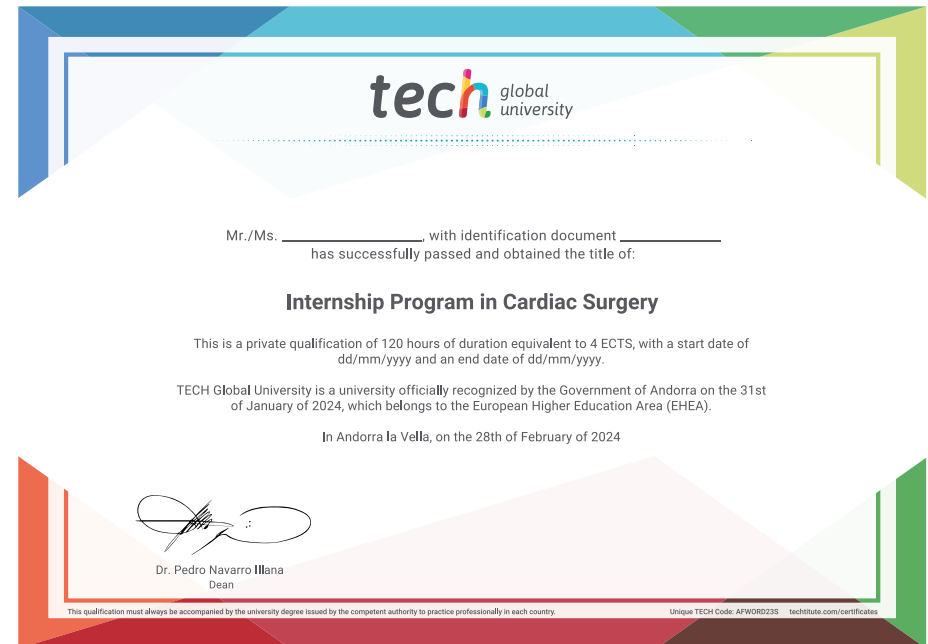 tech global university
Mr./Ms. ____________________, with identification document ______________
has successfully passed and obtained the title of:
Internship Program in Cardiac Surgery
This is a private qualification of 120 hours of duration equivalent to 4 ECTS, with a start date of
dd/mm/yyyy and an end date of dd/mm/yyyy.
TECH Global University is a university officially recognized by the Government of Andorra on the 31st
of January of 2024, which belongs to the European Higher Education Area (EHEA).
In Andorra la Vella, on the 28th of February of 2024
Dr. Pedro Navarro Illana
Dean
This qualification must always be accompanied by the university degree issued by the competent authority to practice professionally in each country.
Unique TECH Code: AFWORD23S techtitute.com/certificates